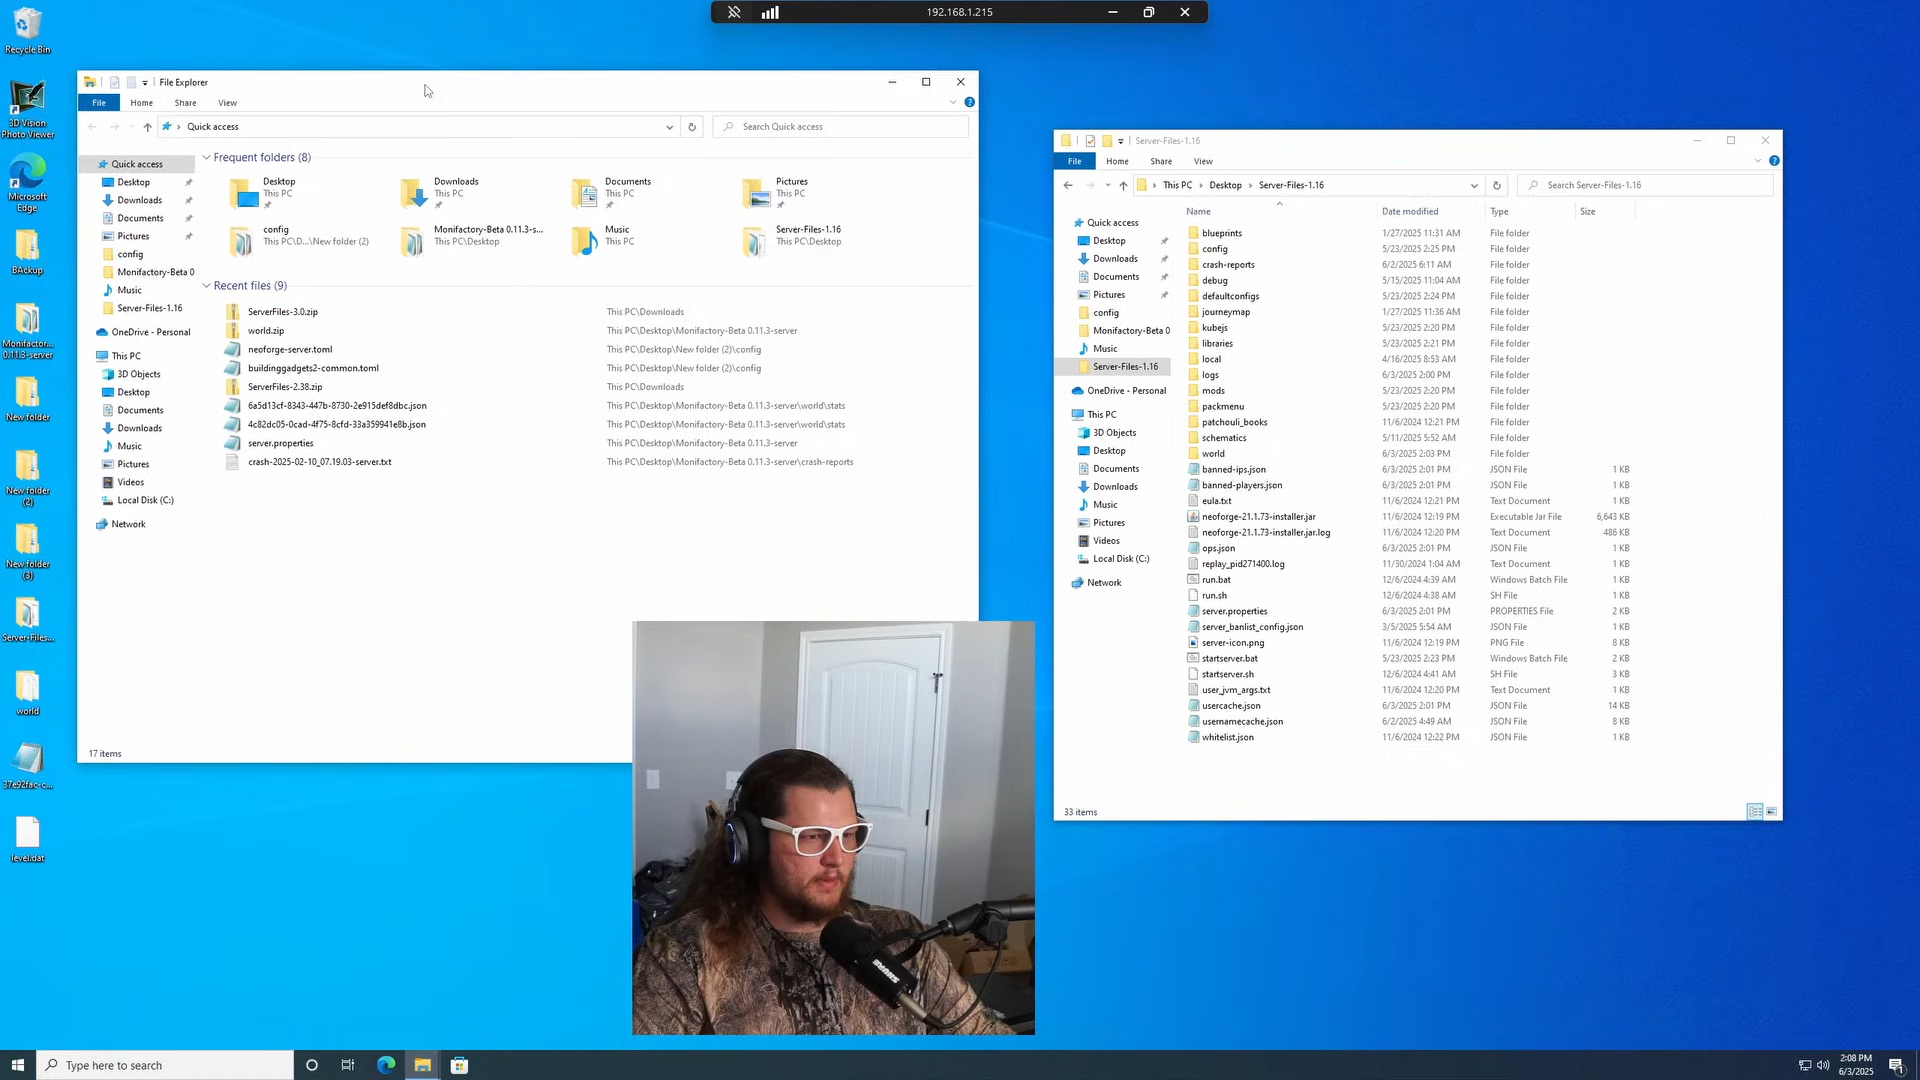 192.168.1.215
Recycle Bin
3D Vision
Photo Viewer
Microsoft
Edge
BAckup
Monifactor...
0.11.3-server
New folder
New folder
(2)
New folder
(3)
Server-Files...
world
37e92fac-c...
level.dat
File Explorer
File Home Share View
Quick access
Search Quick access
Quick access
Desktop
Downloads
Documents
Pictures
config
Monifactory-Beta 0
Music
Server-Files-1.16
OneDrive - Personal
This PC
3D Objects
Desktop
Documents
Downloads
Music
Pictures
Videos
Local Disk (C:)
Network
Frequent folders (8)
Desktop
This PC
Downloads
This PC
Documents
This PC
Pictures
This PC
config
This PC\D...\New folder (2)
Monifactory-Beta 0.11.3-s...
This PC\Desktop
Music
This PC
Server-Files-1.16
This PC\Desktop
Recent files (9)
ServerFiles-3.0.zip This PC\Downloads
world.zip This PC\Desktop\Monifactory-Beta 0.11.3-server
neoforge-server.toml This PC\Desktop\New folder (2)\config
buildinggadgets2-common.toml This PC\Desktop\New folder (2)\config
ServerFiles-2.38.zip This PC\Downloads
6a5d13cf-8343-447b-8730-2e915def8dbc.json This PC\Desktop\Monifactory-Beta 0.11.3-server\world\stats
4c82dc05-0cad-4f75-8cfd-33a359941e8b.json This PC\Desktop\Monifactory-Beta 0.11.3-server\world\stats
server.properties This PC\Desktop\Monifactory-Beta 0.11.3-server
crash-2025-02-10_07.19.03-server.txt This PC\Desktop\Monifactory-Beta 0.11.3-server\crash-reports
17 items
Server-Files-1.16
File Home Share View
This PC Desktop Server-Files-1.16
Search Server-Files-1.16
Quick access
Desktop
Downloads
Documents
Pictures
config
Monifactory-Beta 0
Music
Server-Files-1.16
OneDrive - Personal
This PC
3D Objects
Desktop
Documents
Downloads
Music
Pictures
Videos
Local Disk (C:)
Network
Name Date modified Type Size
blueprints 1/27/2025 11:31 AM File folder
config 5/23/2025 2:25 PM File folder
crash-reports 6/2/2025 6:11 AM File folder
debug 5/15/2025 11:04 AM File folder
defaultconfigs 5/23/2025 2:24 PM File folder
journeymap 1/27/2025 11:36 AM File folder
kubejs 5/23/2025 2:20 PM File folder
libraries 5/23/2025 2:21 PM File folder
local 4/16/2025 8:53 AM File folder
logs 6/3/2025 2:00 PM File folder
mods 5/23/2025 2:20 PM File folder
packmenu 5/23/2025 2:20 PM File folder
patchouli_books 11/6/2024 12:21 PM File folder
schematics 5/11/2025 5:52 AM File folder
world 6/3/2025 2:03 PM File folder
banned-ips.json 6/3/2025 2:01 PM JSON File 1 KB
banned-players.json 6/3/2025 2:01 PM JSON File 1 KB
eula.txt 11/6/2024 12:21 PM Text Document 1 KB
neoforge-21.1.73-installer.jar 11/6/2024 12:19 PM Executable Jar File 6,643 KB
neoforge-21.1.73-installer.jar.log 11/6/2024 12:20 PM Text Document 486 KB
ops.json 6/3/2025 2:01 PM JSON File 1 KB
replay_pid271400.log 11/30/2024 1:04 AM Text Document 1 KB
run.bat 12/6/2024 4:39 AM Windows Batch File 1 KB
run.sh 12/6/2024 4:38 AM SH File 1 KB
server.properties 6/3/2025 2:01 PM PROPERTIES File 2 KB
server_banlist_config.json 3/5/2025 5:54 AM JSON File 1 KB
server-icon.png 11/6/2024 12:19 PM PNG File 8 KB
startserver.bat 5/23/2025 2:23 PM Windows Batch File 2 KB
startserver.sh 12/6/2024 4:41 AM SH File 3 KB
user_jvm_args.txt 11/6/2024 12:20 PM Text Document 1 KB
usercache.json 6/3/2025 2:01 PM JSON File 14 KB
usernamecache.json 6/2/2025 4:49 AM JSON File 8 KB
whitelist.json 11/6/2024 12:22 PM JSON File 1 KB
33 items
Type here to search
2:08 PM
6/3/2025